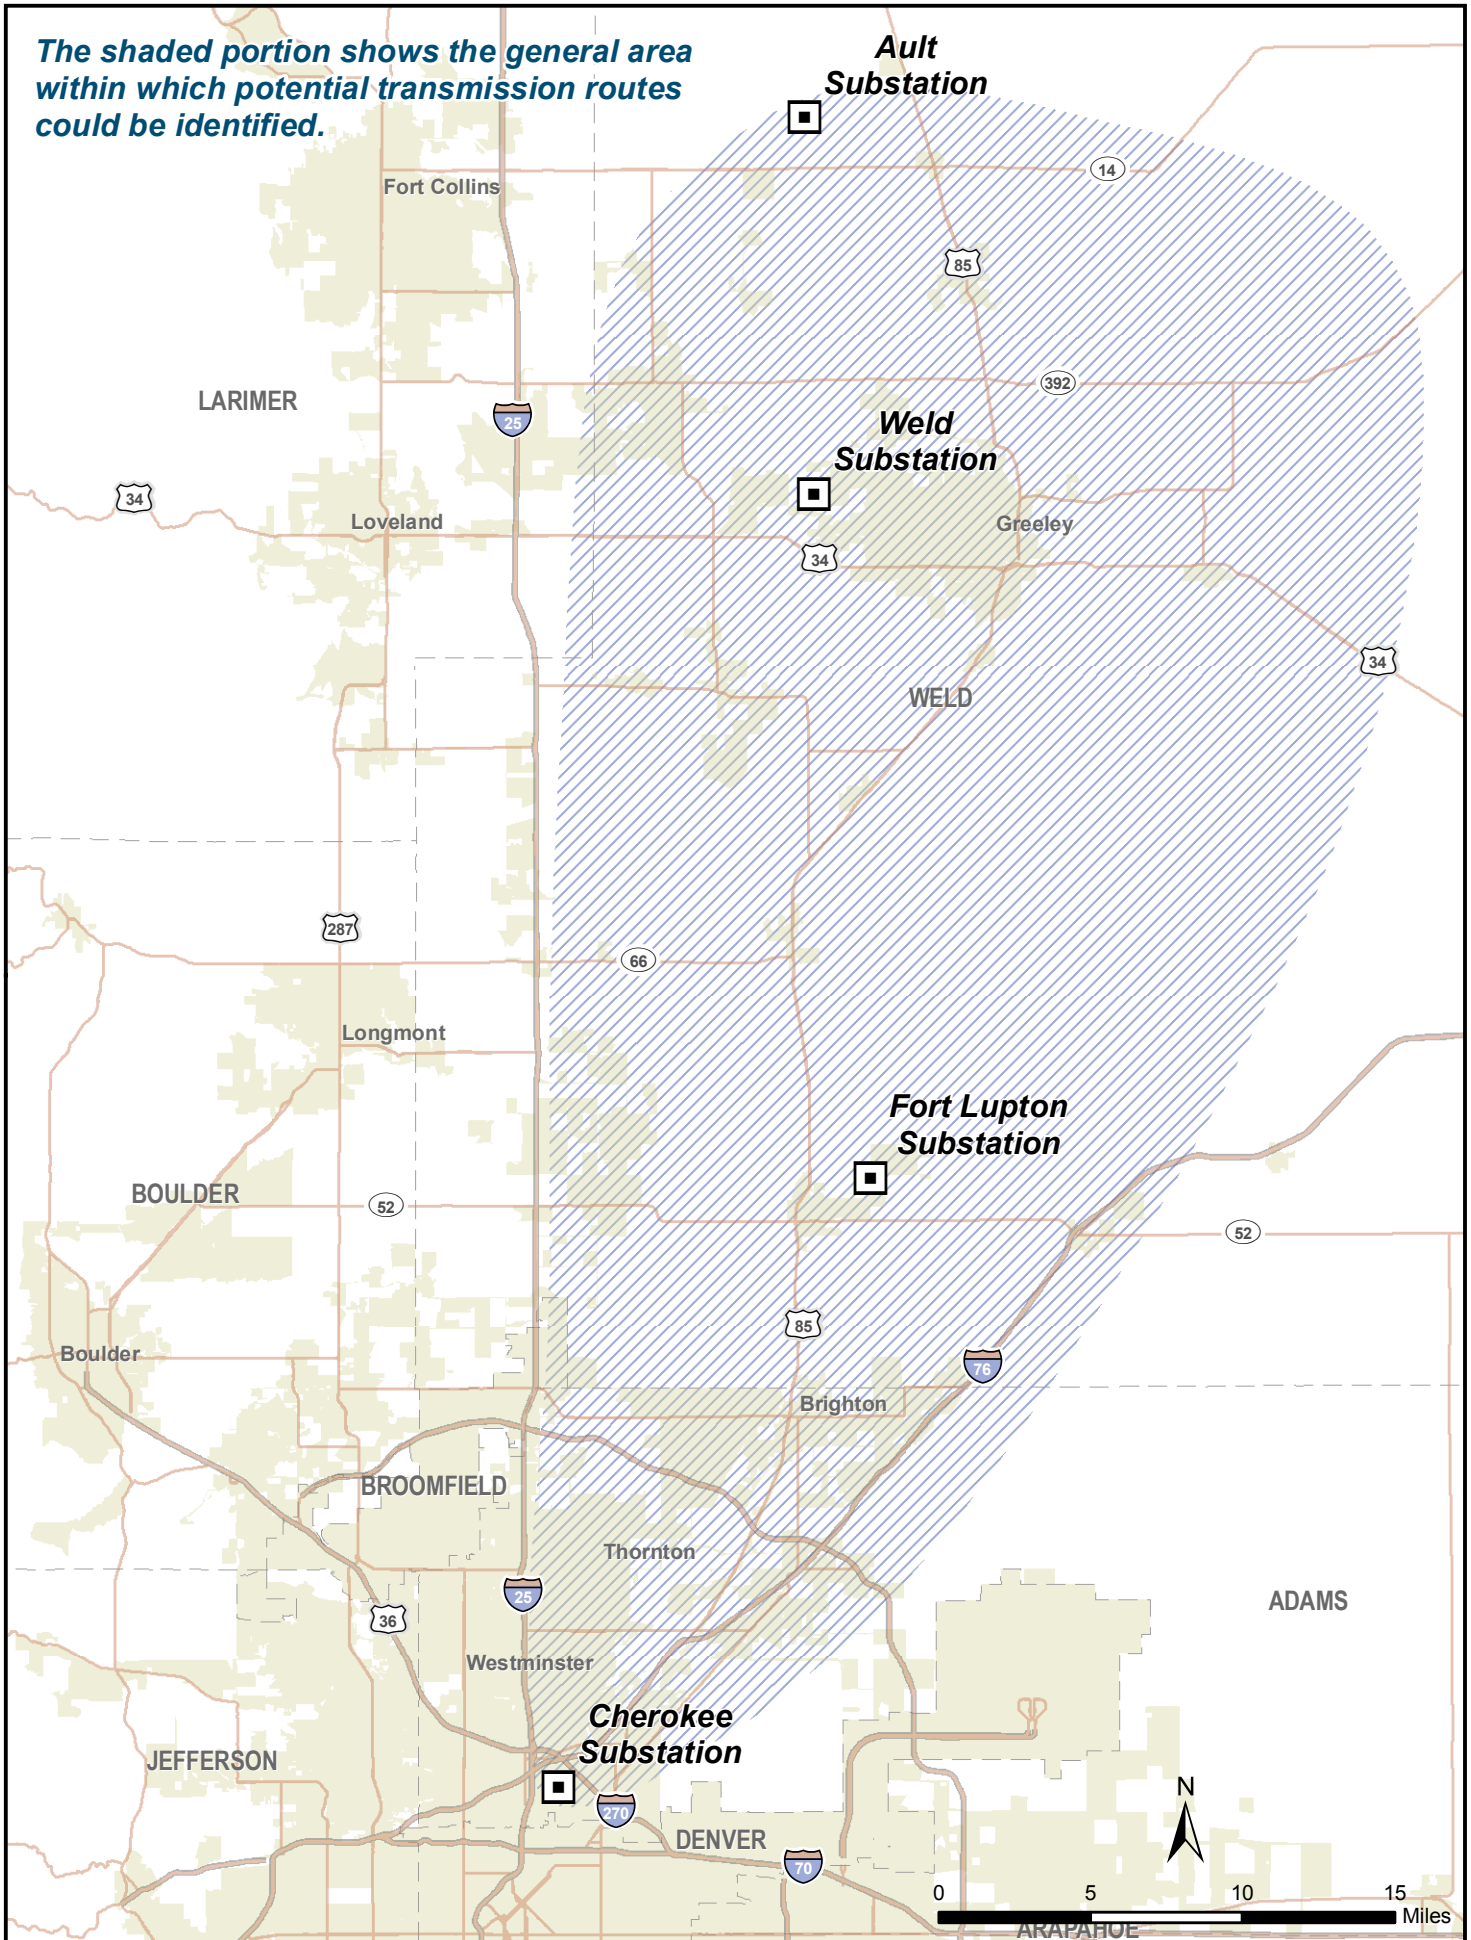 The shaded portion shows the general area
within which potential transmission routes
could be identified.
Ault
Substation
14
Fort Collins
85
392
LARIMER
25
Weld
Substation
34
Loveland
Greeley
34
34
WELD
287
66
Longmont
Fort Lupton
Substation
BOULDER
52
52
85
Boulder
76
Brighton
BROOMFIELD
Thornton
25
ADAMS
36
Westminster
Cherokee
Substation
JEFFERSON
N
270
DENVER
70
0 5 10 15
Miles
ARAPAHOE